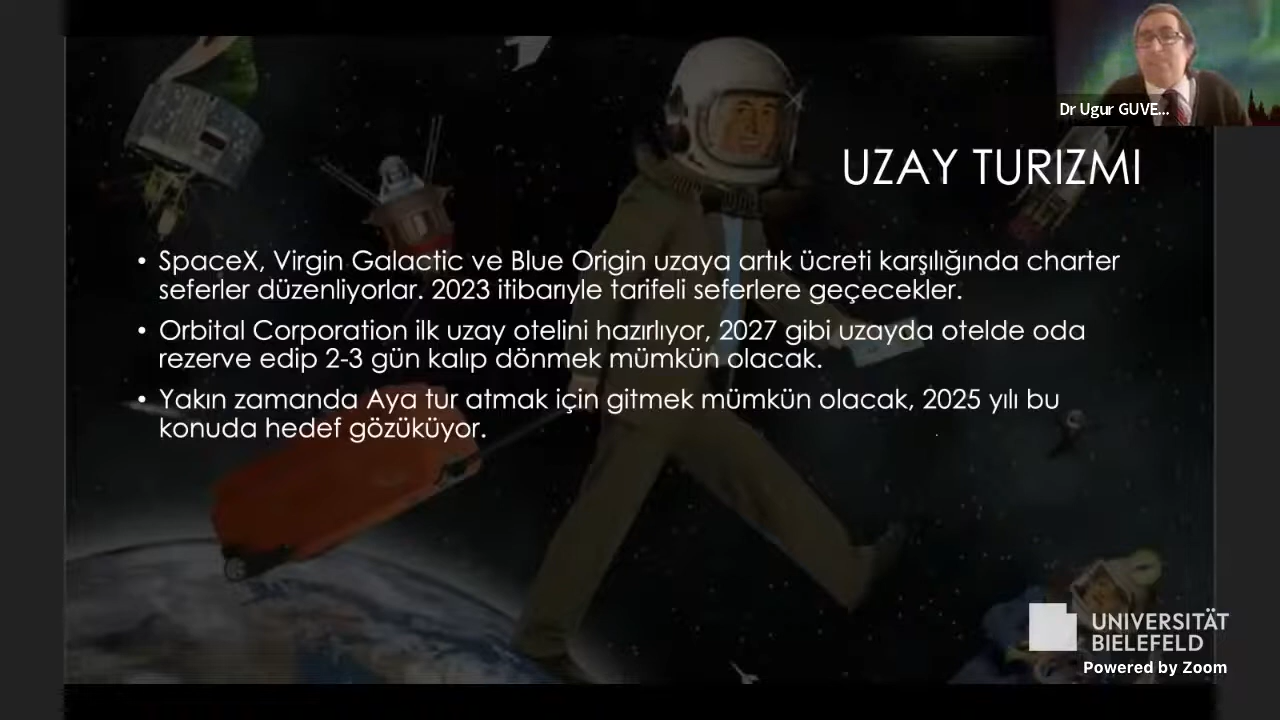 Dr Ugur GUVE...
UZAY TURIZMI
• SpaceX, Virgin Galactic ve Blue Origin uzaya artık ücreti karşılığında charter
seferler düzenliyorlar. 2023 itibarıyle tarifeli seferlere geçecekler.
• Orbital Corporation ilk uzay otelini hazırlıyor, 2027 gibi uzayda otelde oda
rezerve edip 2-3 gün kalıp dönmek mümkün olacak.
• Yakın zamanda Aya tur atmak için gitmek mümkün olacak, 2025 yılı bu
konuda hedef gözüküyor.
UNIVERSITÄT
BIELEFELD
Powered by Zoom